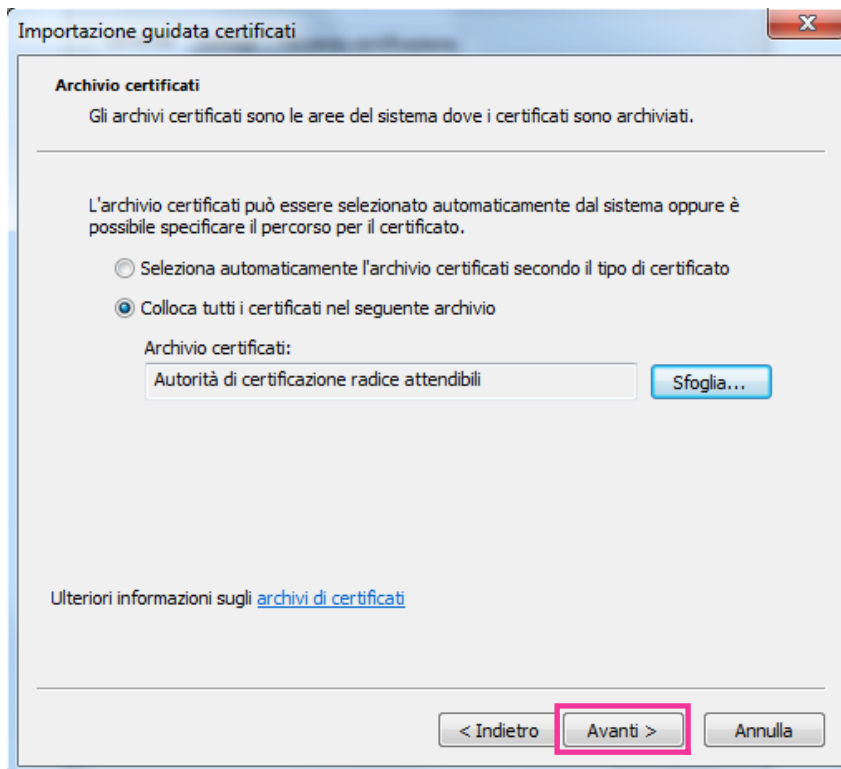 Importazione guidata certificati
Archivio certificati
Gli archivi certificati sono le aree del sistema dove i certificati sono archiviati.
L'archivio certificati può essere selezionato automaticamente dal sistema oppure è
possibile specificare il percorso per il certificato.
Seleziona automaticamente l'archivio certificati secondo il tipo di certificato
Colloca tutti i certificati nel seguente archivio
Archivio certificati:
Autorità di certificazione radice attendibili
Sfoglia...
Ulteriori informazioni sugli archivi di certificati
< Indietro
Avanti >
Annulla